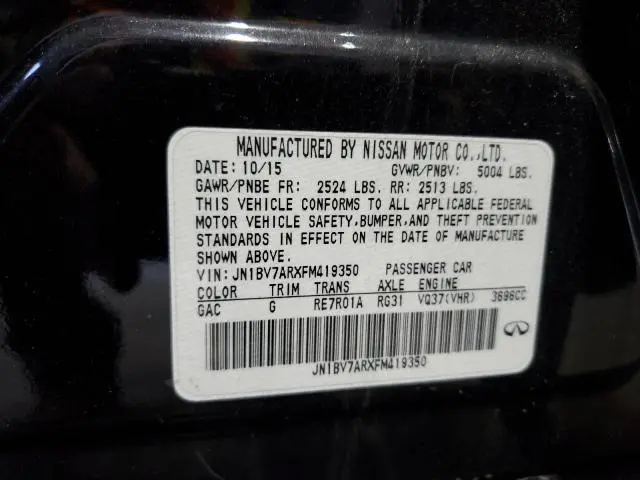 MANUFACTURED BY NISSAN MOTOR CO.,LTD.
DATE: 10/15 GVWR/PNBV: 5004 LBS.
GAWR/PNBE FR: 2524 LBS. RR: 2513 LBS.
THIS VEHICLE CONFORMS TO ALL APPLICABLE FEDERAL
MOTOR VEHICLE SAFETY,BUMPER,AND THEFT PREVENTION
STANDARDS IN EFFECT ON THE DATE OF MANUFACTURE
SHOWN ABOVE.
VIN: JN1BV7ARXFM419350 PASSENGER CAR
COLOR TRIM TRANS AXLE ENGINE
GAC G RE7R01A RG31 VQ37(VHR) 3696CC
JN1BV7ARXFM419350